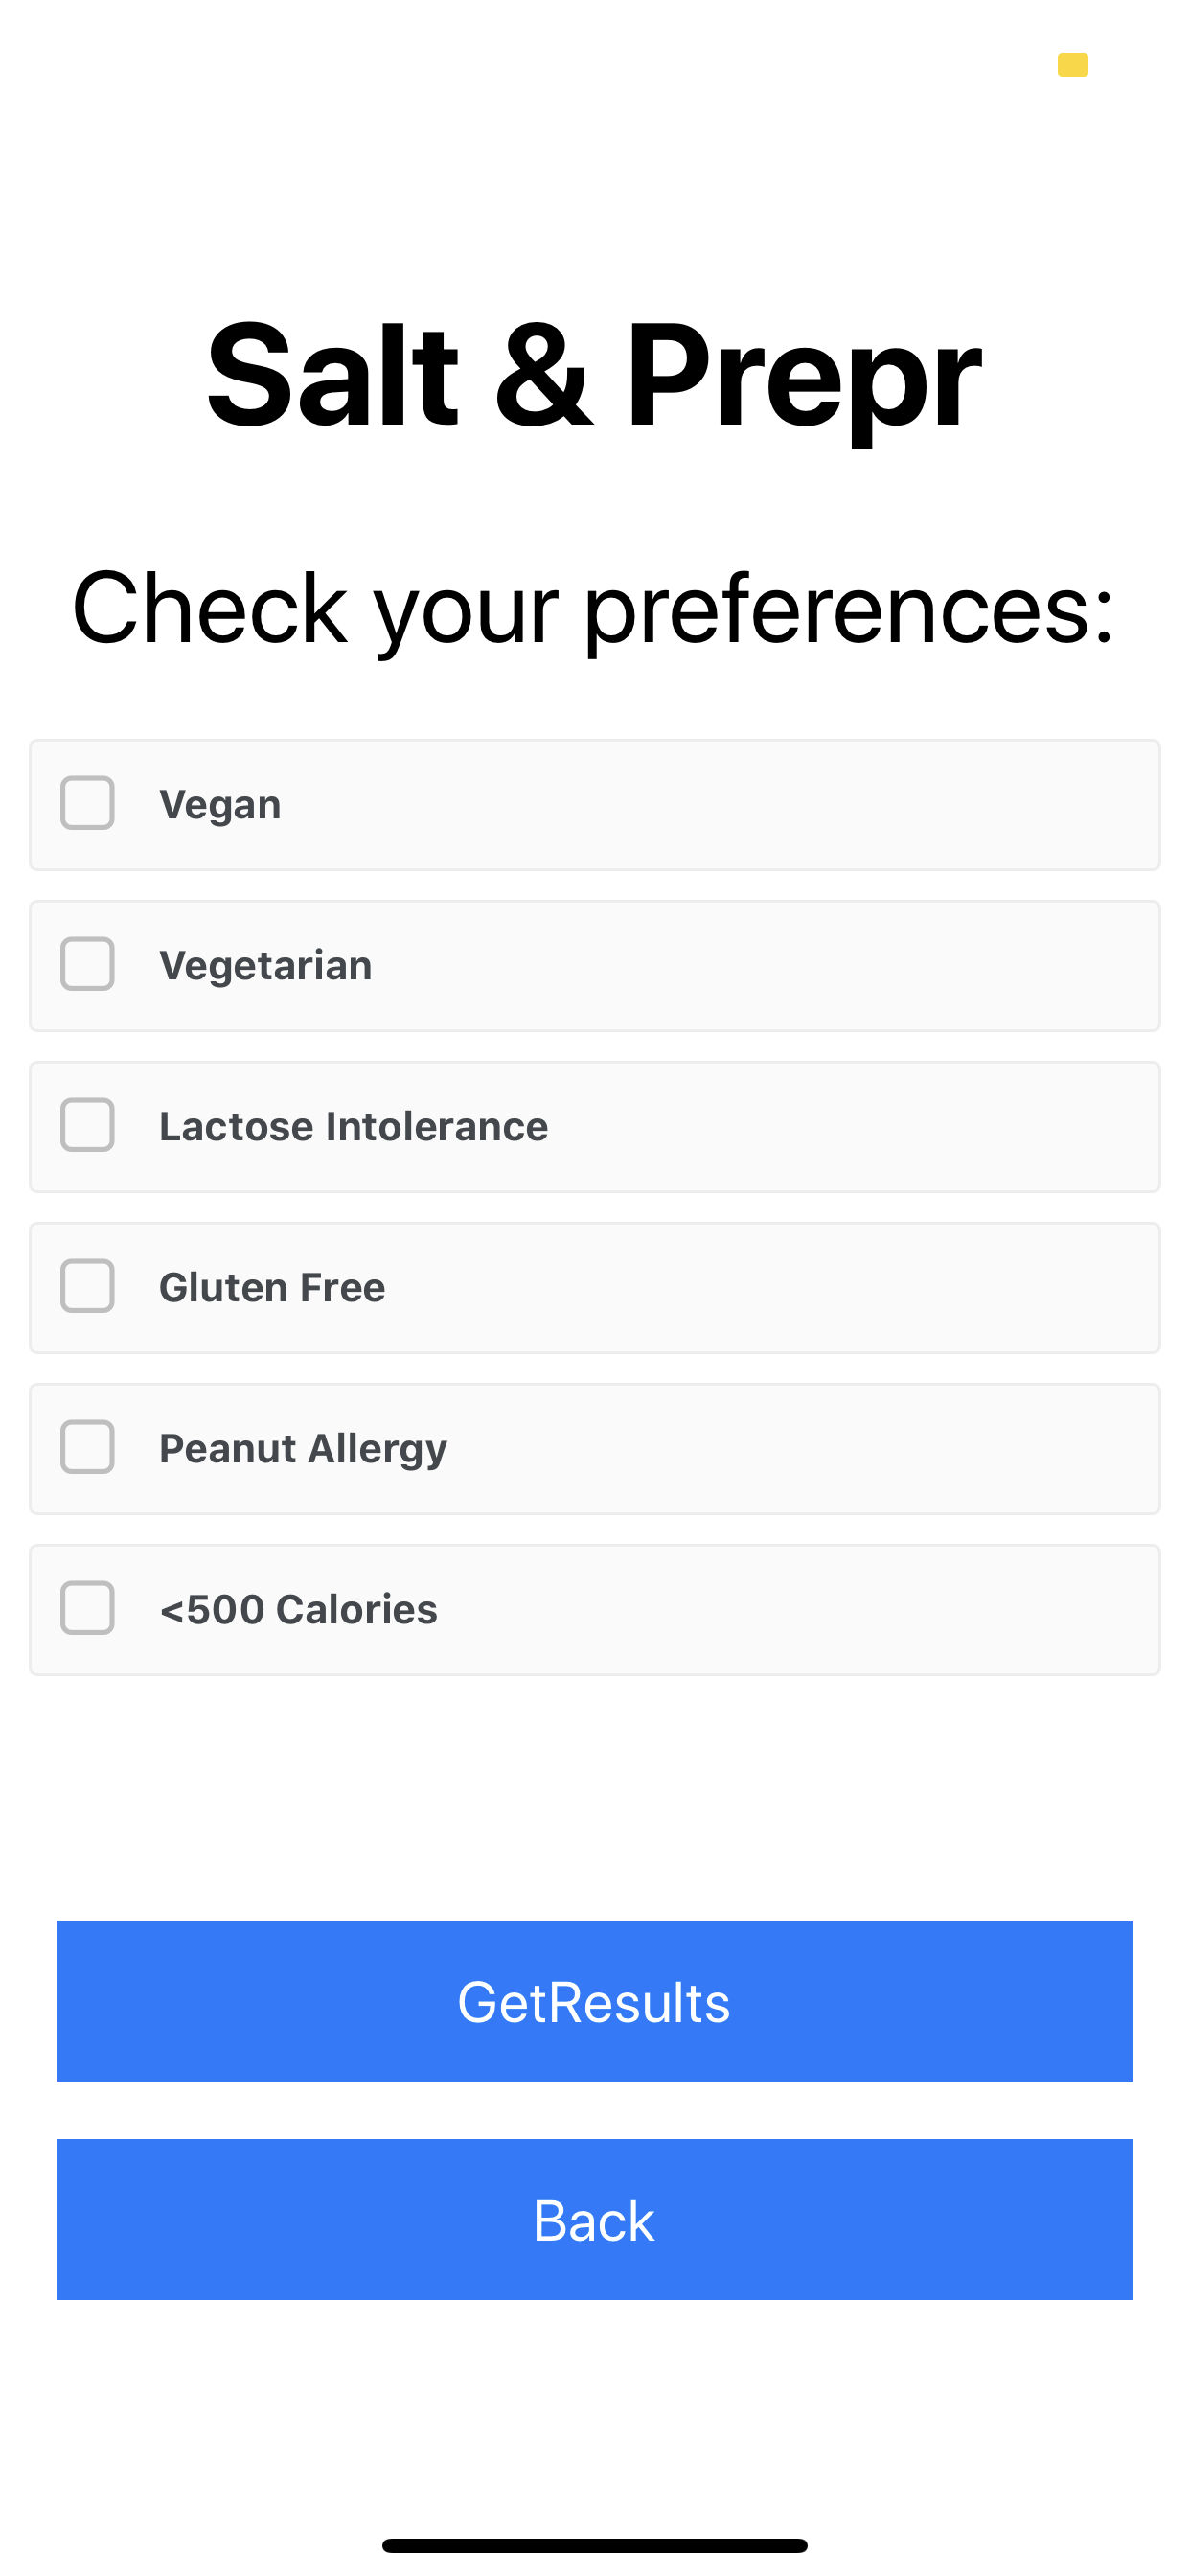 Salt & Prepr
Check your preferences:
Vegan
Vegetarian
Lactose Intolerance
Gluten Free
Peanut Allergy
<500 Calories
GetResults
Back